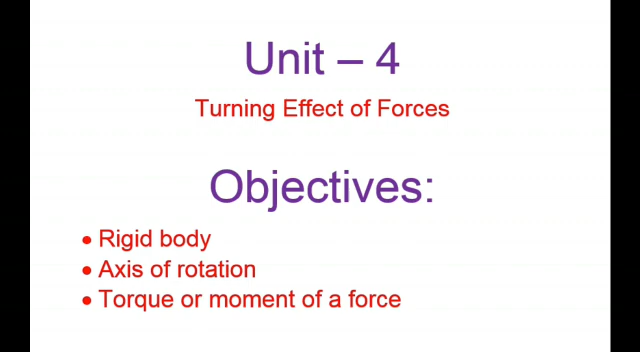 Unit – 4
Turning Effect of Forces
Objectives:
• Rigid body
• Axis of rotation
• Torque or moment of a force